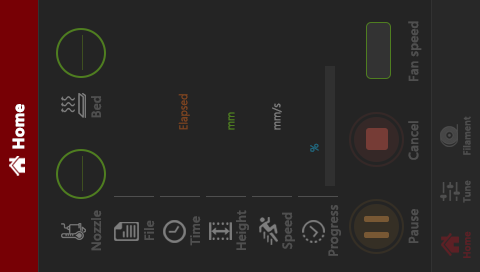 Home
Nozzle
Bed
File
Time
Elapsed
Height
mm
Speed
mm/s
Progress
%
Pause
Cancel
Fan speed
Home
Tune
Filament